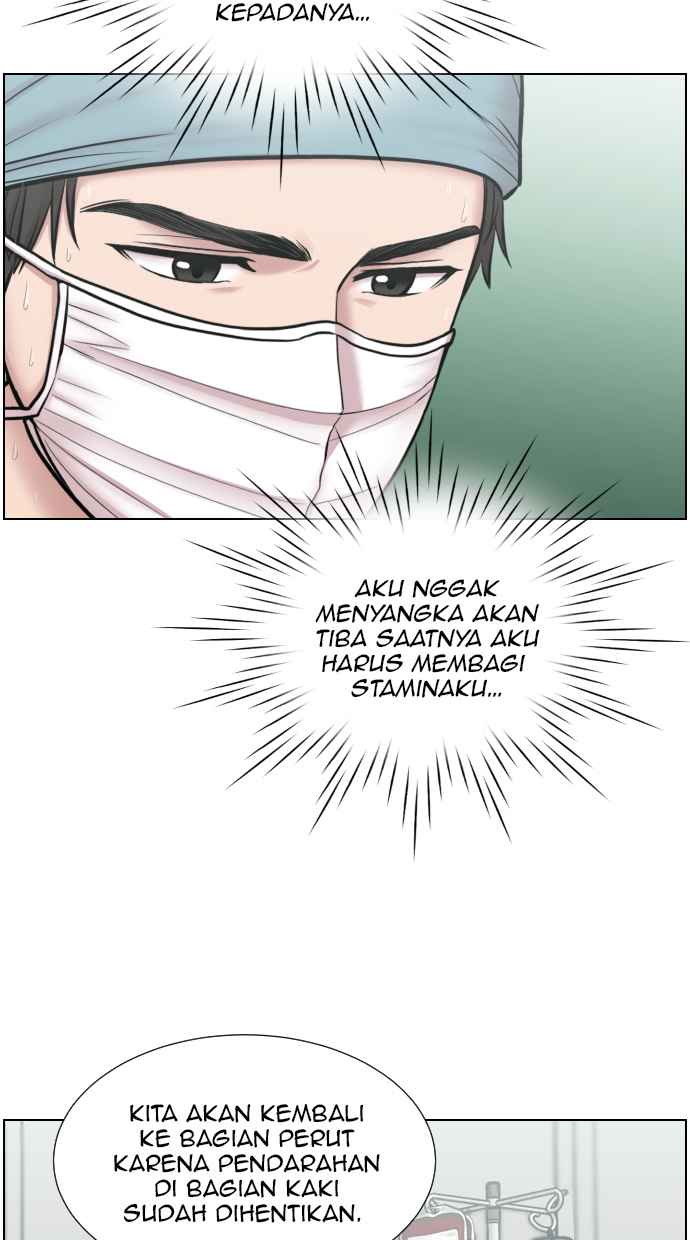 KEPADANYA...
AKU NGGAK
MENYANGKA AKAN
TIBA SAATNYA AKU
HARUS MEMBAGI
STAMINAKU...
KITA AKAN KEMBALI
KE BAGIAN PERUT
KARENA PENDARAHAN
DI BAGIAN KAKI
SUDAH DIHENTIKAN.